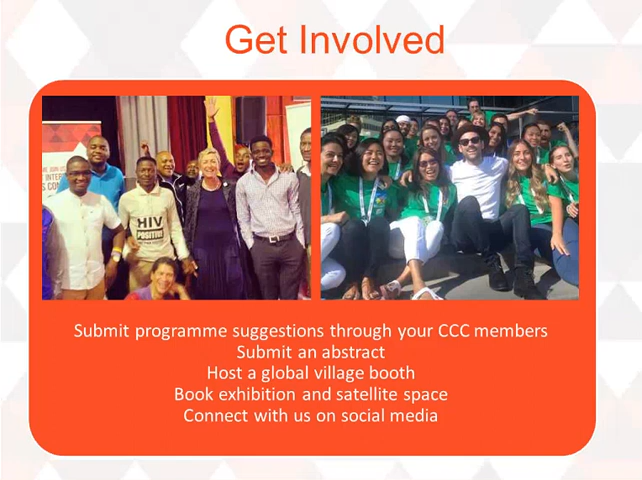 Get Involved
HIV
POSITIVE
Submit programme suggestions through your CCC members
Submit an abstract
Host a global village booth
Book exhibition and satellite space
Connect with us on social media